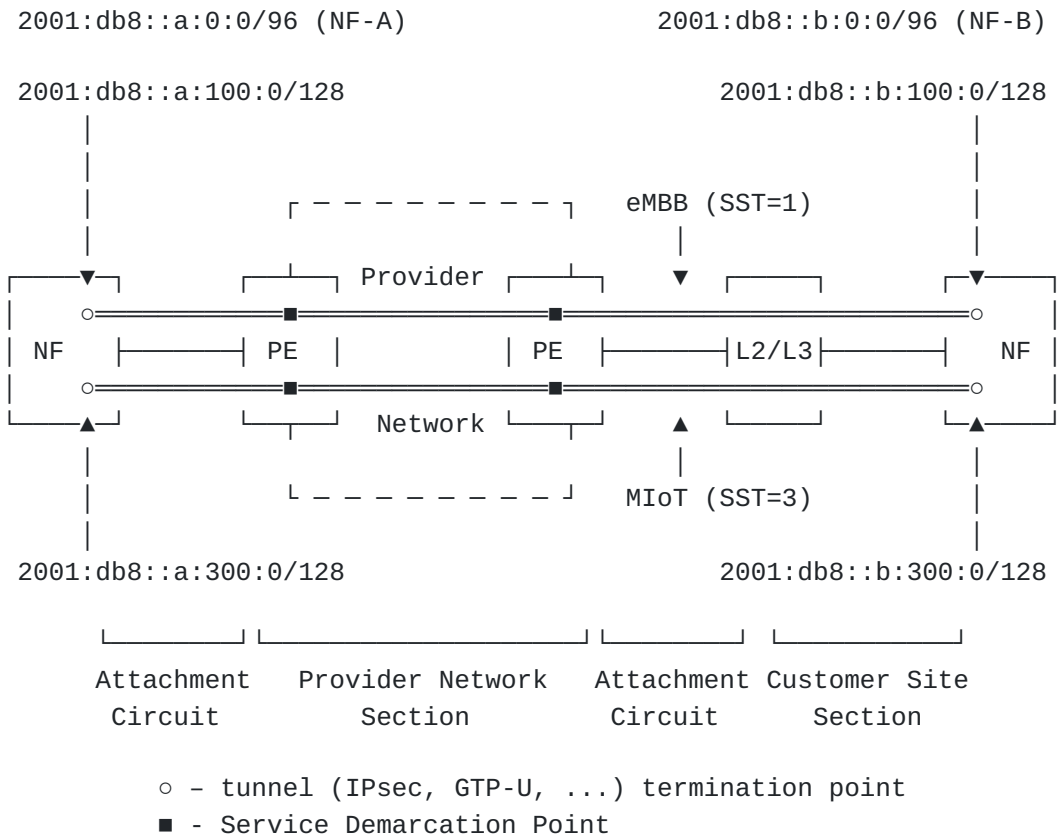 2001:db8::a:0:0/96 (NF-A) 2001:db8::b:0:0/96 (NF-B)
2001:db8::a:100:0/128 2001:db8::b:100:0/128
eMBB (SST=1)
Provider
NF PE PE L2/L3 NF
Network
MIoT (SST=3)
2001:db8::a:300:0/128 2001:db8::b:300:0/128
Attachment Provider Network Attachment Customer Site
Circuit Section Circuit Section
○ – tunnel (IPsec, GTP-U, ...) termination point
■ - Service Demarcation Point